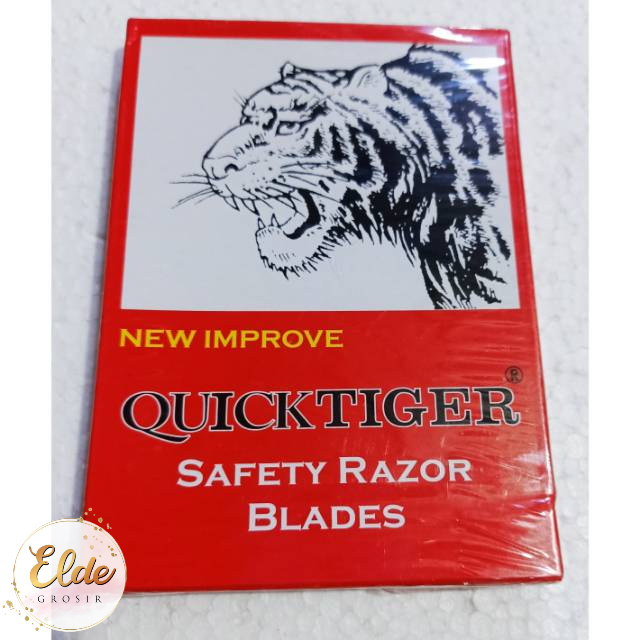 NEW IMPROVE
QUICKTIGER®
SAFETY RAZOR
BLADES
Elde
GROSIR